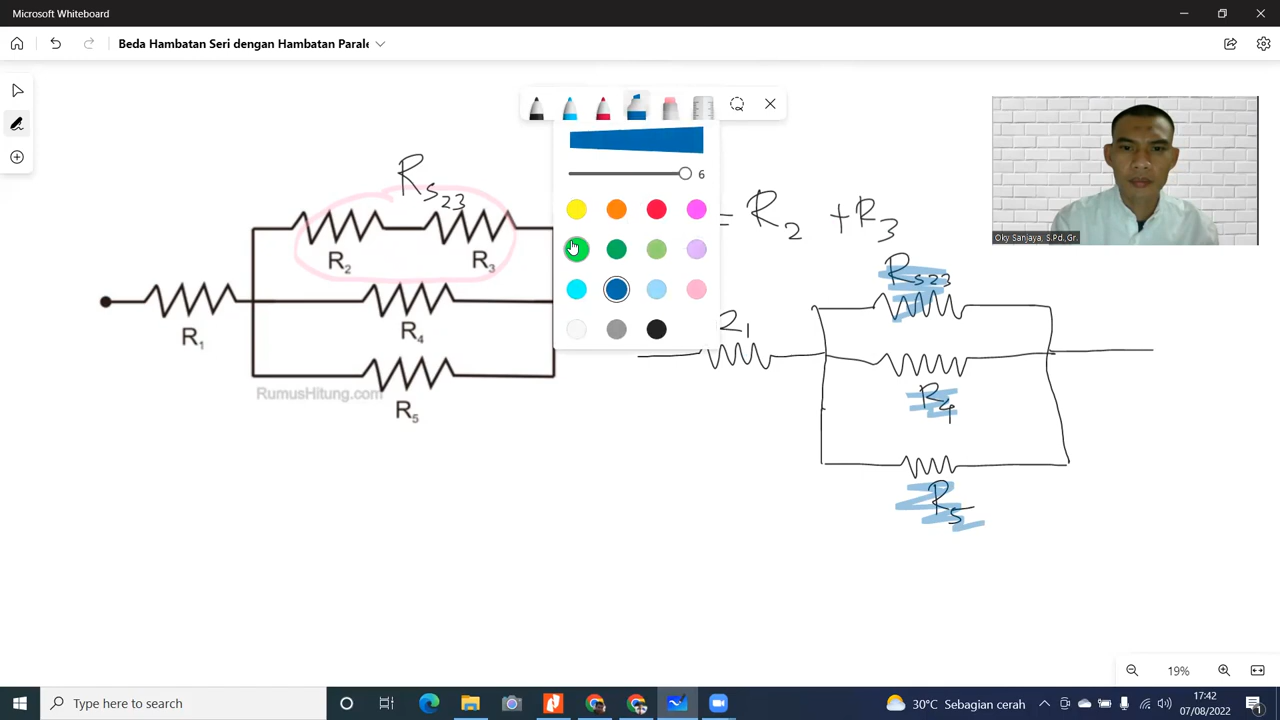 Microsoft Whiteboard
Beda Hambatan Seri dengan Hambatan Parale
6
Rs23
= R2 + R3
R2
R3
R1
R4
R5
RumusHitung.com
Rs23
R4
R5
Oky Sanjaya, S.Pd,Gr.
19%
Type here to search
30°C Sebagian cerah
17:42
07/08/2022
1